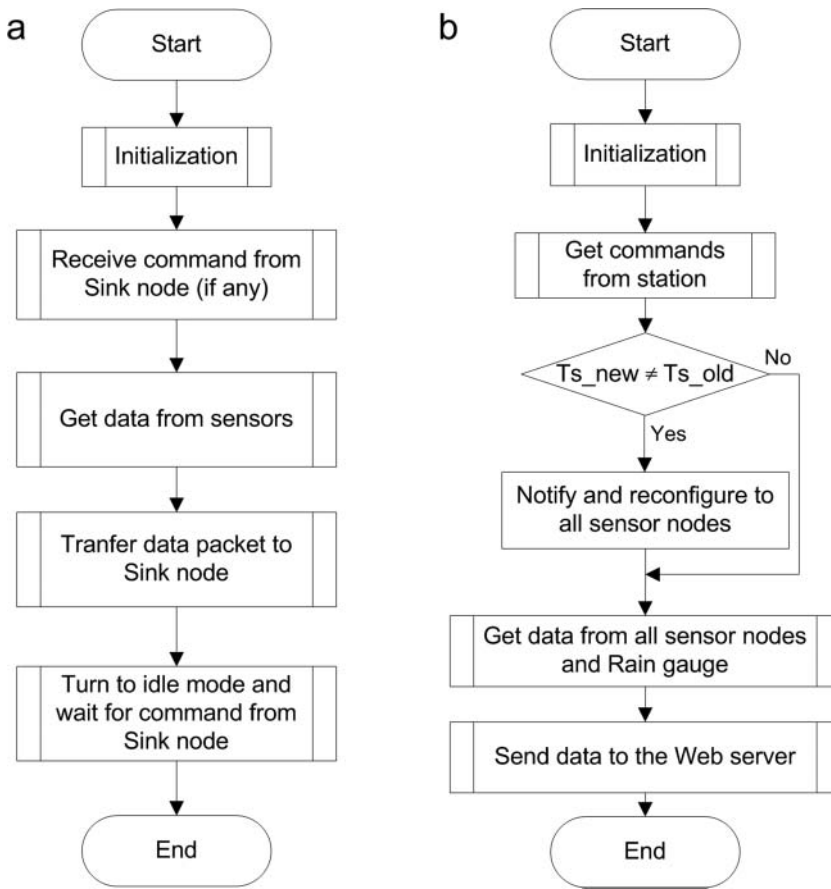 a
Start
Initialization
Receive command from
Sink node (if any)
Get data from sensors
Tranfer data packet to
Sink node
Turn to idle mode and
wait for command from
Sink node
End
b
Start
Initialization
Get commands
from station
Ts_new ≠ Ts_old
No
Yes
Notify and reconfigure to
all sensor nodes
Get data from all sensor nodes
and Rain gauge
Send data to the Web server
End